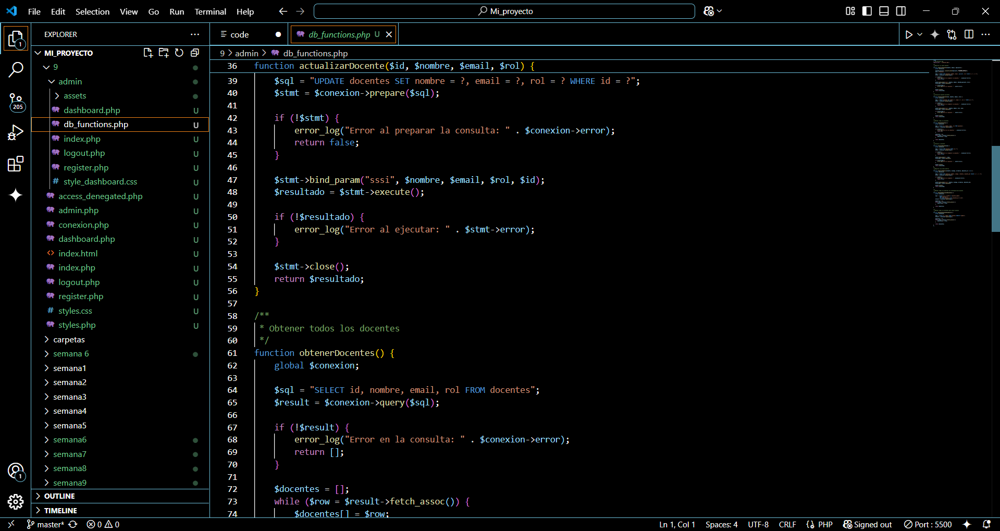 File Edit Selection View Go Run Terminal Help
Mi_proyecto
EXPLORER
code
db_functions.php U
MI_PROYECTO
9 > admin > db_functions.php
1
205
9
admin
assets
dashboard.php U
db_functions.php U
index.php U
logout.php U
register.php U
# style_dashboard.css U
access_denegated.php U
admin.php U
conexion.php U
dashboard.php U
index.html U
index.php U
logout.php U
register.php U
# styles.css U
styles.php U
carpetas
semana 6
semana1
semana2
semana3
semana4
semana5
semana6
semana7
semana8
semana9
OUTLINE
TIMELINE
1
36 function actualizarDocente($id, $nombre, $email, $rol) {
39 $sql = "UPDATE docentes SET nombre = ?, email = ?, rol = ? WHERE id = ?";
40 $stmt = $conexion->prepare($sql);
41
42 if (!$stmt) {
43 error_log("Error al preparar la consulta: " . $conexion->error);
44 return false;
45 }
46
47 $stmt->bind_param("sssi", $nombre, $email, $rol, $id);
48 $resultado = $stmt->execute();
49
50 if (!$resultado) {
51 error_log("Error al ejecutar: " . $stmt->error);
52 }
53
54 $stmt->close();
55 return $resultado;
56 }
57
58 /**
59 * Obtener todos los docentes
60 */
61 function obtenerDocentes() {
62 global $conexion;
63
64 $sql = "SELECT id, nombre, email, rol FROM docentes";
65 $result = $conexion->query($sql);
66
67 if (!$result) {
68 error_log("Error en la consulta: " . $conexion->error);
69 return [];
70 }
71
72 $docentes = [];
73 while ($row = $result->fetch_assoc()) {
74 $docentes[] = $row;
master* 0 0 Ln 1, Col 1 Spaces: 4 UTF-8 CRLF PHP Signed out Port : 5500